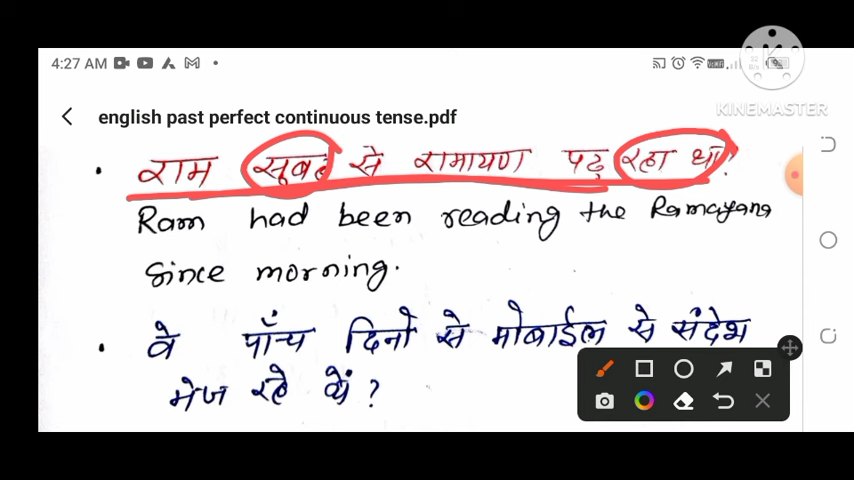 4:27 AM
KINEMASTER
english past perfect continuous tense.pdf
• राम सूबह से रामायण पढ़ रहा था?
Ram had been reading the Ramayana
Since morning.
• वे पाँच दिनों से मोबाईल से संदेश
भेज रहे थें?